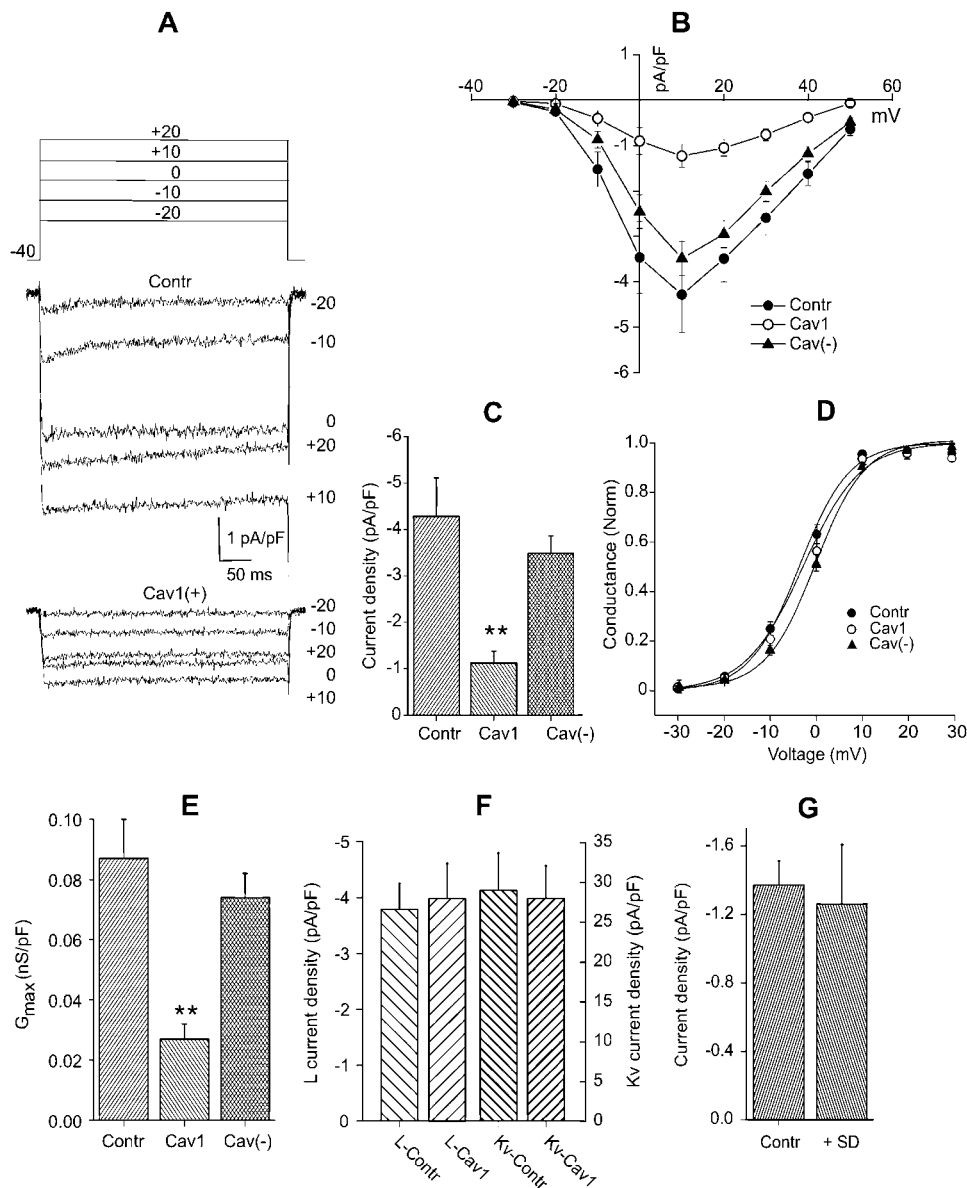 A
+20
+10
0
-10
-20
-40
Contr
-20
-10
0
+20
+10
1 pA/pF
50 ms
Cav1(+)
-20
-10
+20
0
+10
B
1
pA/pF
-40
-20
20
40
60
mV
-1
-4
-5
-6
Contr
Cav1
Cav(-)
C
Current density (pA/pF)
-6
-5
-4
-3
-2
-1
0
**
Contr
Cav1
Cav(-)
D
Conductance (Norm)
1.0
0.8
0.6
0.4
0.2
0
Contr
Cav1
Cav(-)
-30
-20
-10
0
10
20
30
Voltage (mV)
E
Gmax (nS/pF)
0.10
0.08
0.06
0.04
0.02
0.00
**
Contr
Cav1
Cav(-)
F
L current density (pA/pF)
-5
-4
-3
-2
-1
0
35
30
25
20
15
10
5
0
Kv current density (pA/pF)
L-Contr
L-Cav1
Kv-Contr
Kv-Cav1
G
Current density (pA/pF)
-1.6
-1.2
-0.8
-0.4
0.0
Contr
+ SD